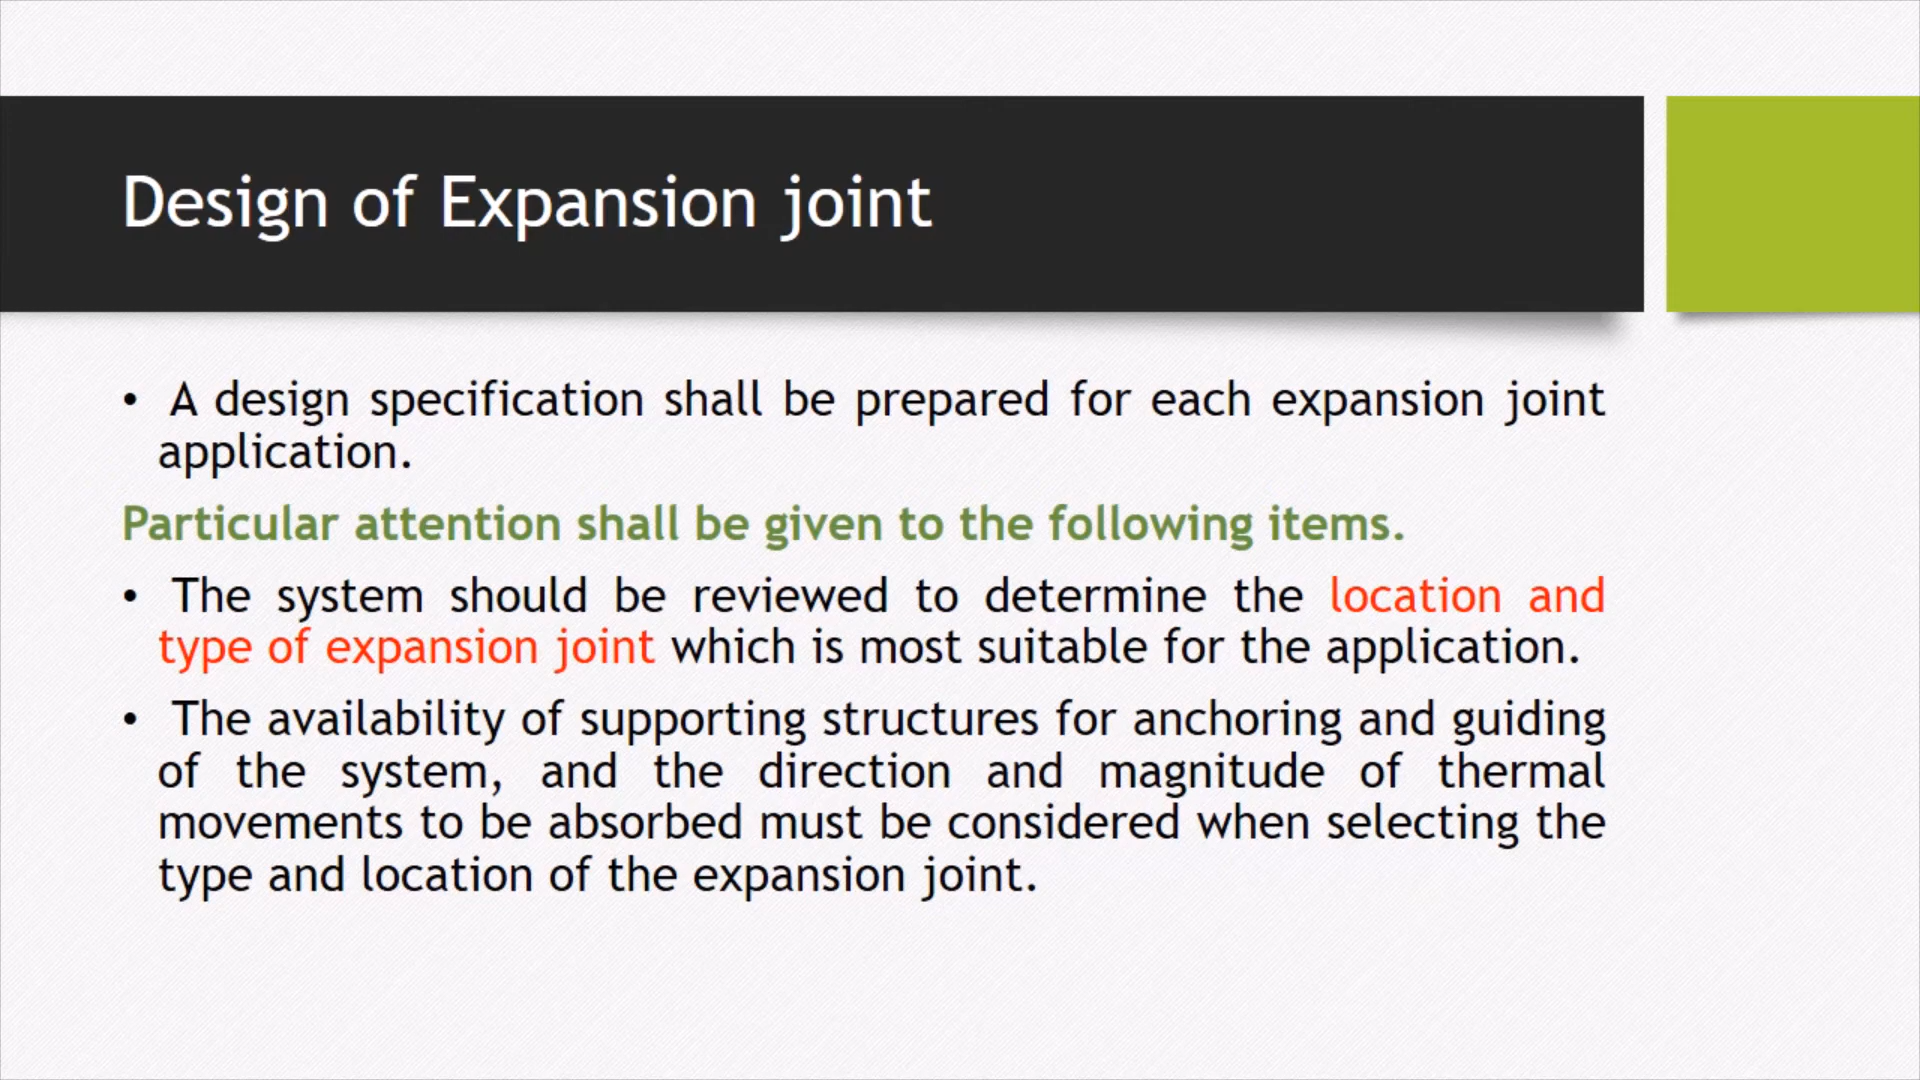 Design of Expansion joint
• A design specification shall be prepared for each expansion joint
application.
Particular attention shall be given to the following items.
• The system should be reviewed to determine the location and
type of expansion joint which is most suitable for the application.
• The availability of supporting structures for anchoring and guiding
of the system, and the direction and magnitude of thermal
movements to be absorbed must be considered when selecting the
type and location of the expansion joint.